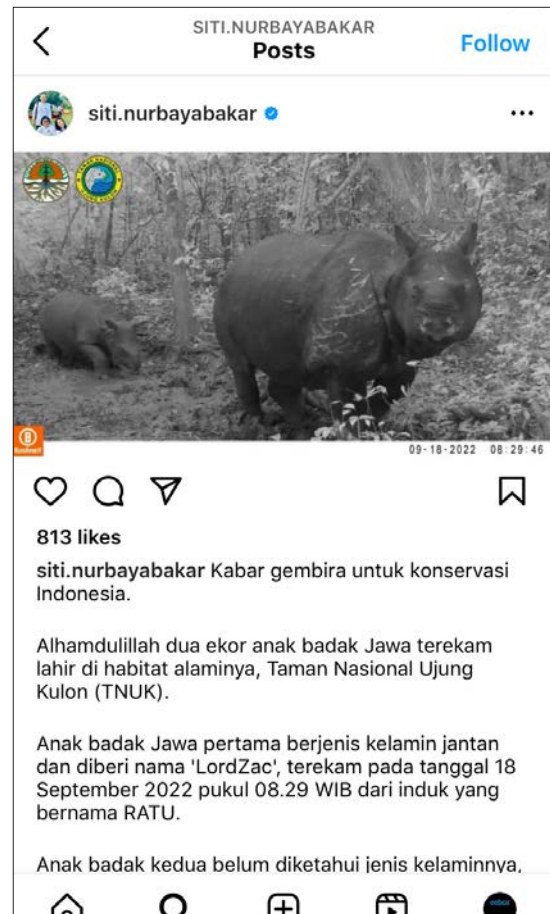 SITI.NURBAYABAKAR
Posts
Follow
siti.nurbayabakar
09-18-2022 08:29:46
813 likes
siti.nurbayabakar Kabar gembira untuk konservasi
Indonesia.
Alhamdulillah dua ekor anak badak Jawa terekam
lahir di habitat alaminya, Taman Nasional Ujung
Kulon (TNUK).
Anak badak Jawa pertama berjenis kelamin jantan
dan diberi nama 'LordZac', terekam pada tanggal 18
September 2022 pukul 08.29 WIB dari induk yang
bernama RATU.
Anak badak kedua belum diketahui jenis kelaminnya,